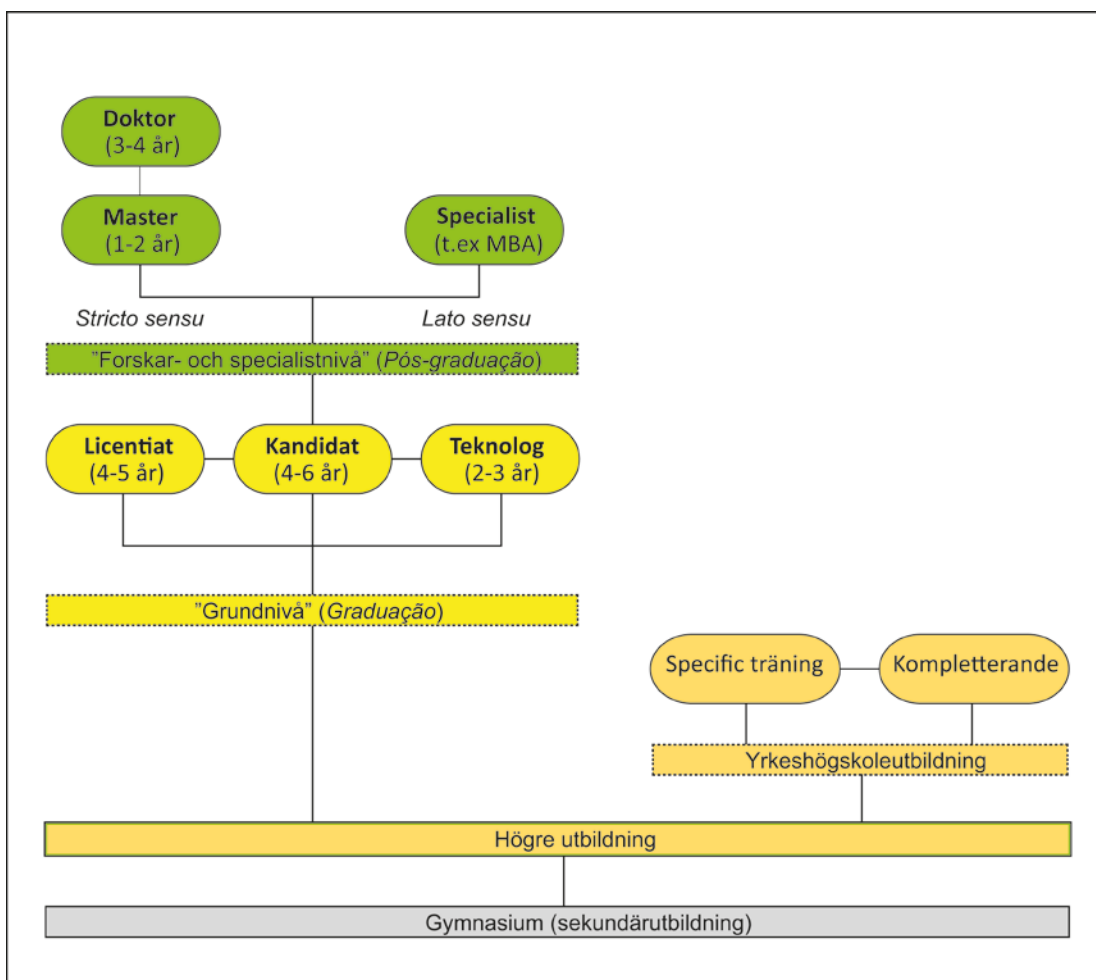 Doktor
(3-4 år)
Master
(1-2 år)
Specialist
(t.ex MBA)
Stricto sensu
Lato sensu
”Forskar- och specialistnivå” (Pós-graduação)
Licentiat
(4-5 år)
Kandidat
(4-6 år)
Teknolog
(2-3 år)
”Grundnivå” (Graduação)
Specific träning
Kompletterande
Yrkeshögskoleutbildning
Högre utbildning
Gymnasium (sekundärutbildning)